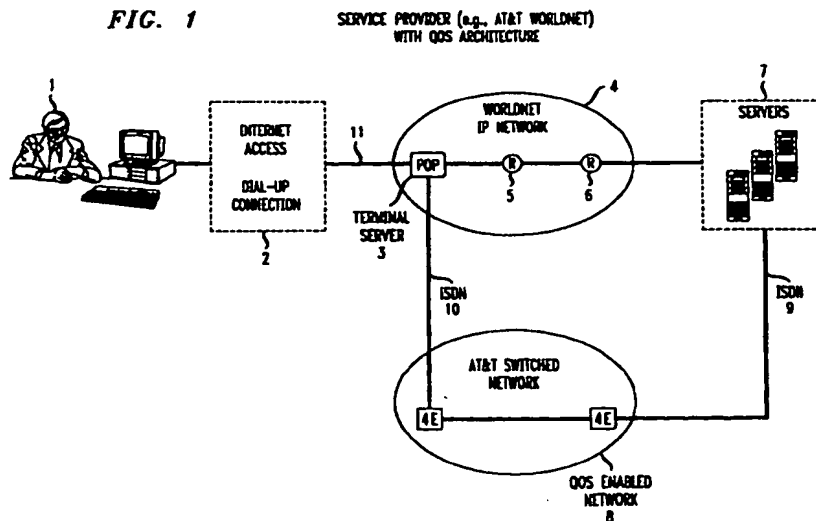 FIG. 1
SERVICE PROVIDER (e.g., AT&T WORLDNET)
WITH QOS ARCHITECTURE
1
INTERNET
ACCESS
DIAL-UP
CONNECTION
2
11
WORLDNET
IP NETWORK
4
POP
R
R
5
6
TERMINAL
SERVER
3
7
SERVERS
ISDN
10
ISDN
9
AT&T SWITCHED
NETWORK
4E
4E
QOS ENABLED
NETWORK
8